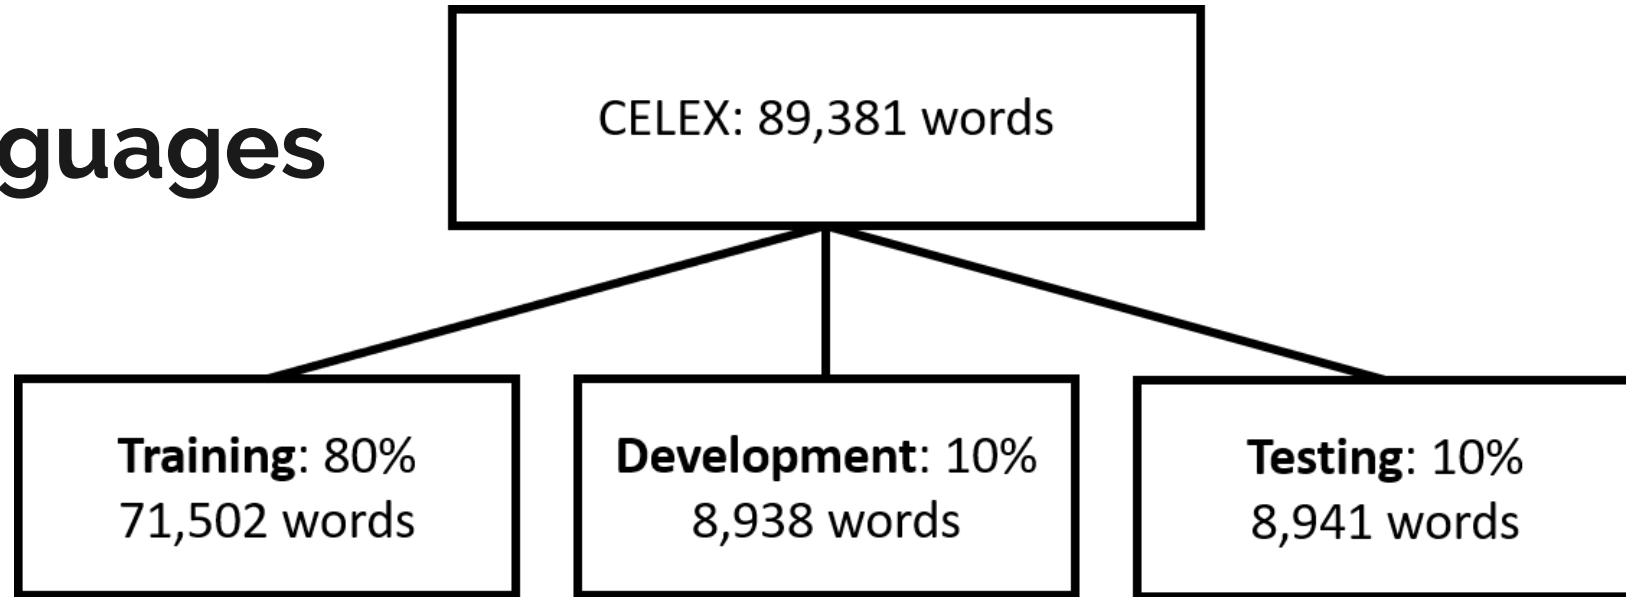 guages
CELEX: 89,381 words
Training: 80%
71,502 words
Development: 10%
8,938 words
Testing: 10%
8,941 words